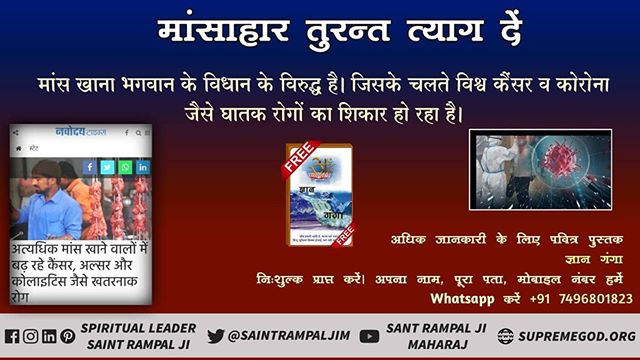 मांसाहार तुरन्त त्याग दें
मांस खाना भगवान के विधान के विरुद्ध है। जिसके चलते विश्व कैंसर व कोरोना
जैसे घातक रोगों का शिकार हो रहा है।
नवोदय टाइम्स
स्टेट
अत्यधिक मांस खाने वालों में
बढ़ रहे कैंसर, अल्सर और
कोलाइटिस जैसे खतरनाक
रोग
FREE
ज्ञान
गंगा
FREE
अधिक जानकारी के लिए पवित्र पुस्तक
ज्ञान गंगा
निःशुल्क प्राप्त करें। अपना नाम, पूरा पता, मोबाइल नंबर हमें
Whatsapp करें +91 7496801823
SPIRITUAL LEADER
SAINT RAMPAL JI
@SAINTRAMPALJIM
SANT RAMPAL JI
MAHARAJ
SUPREMEGOD.ORG